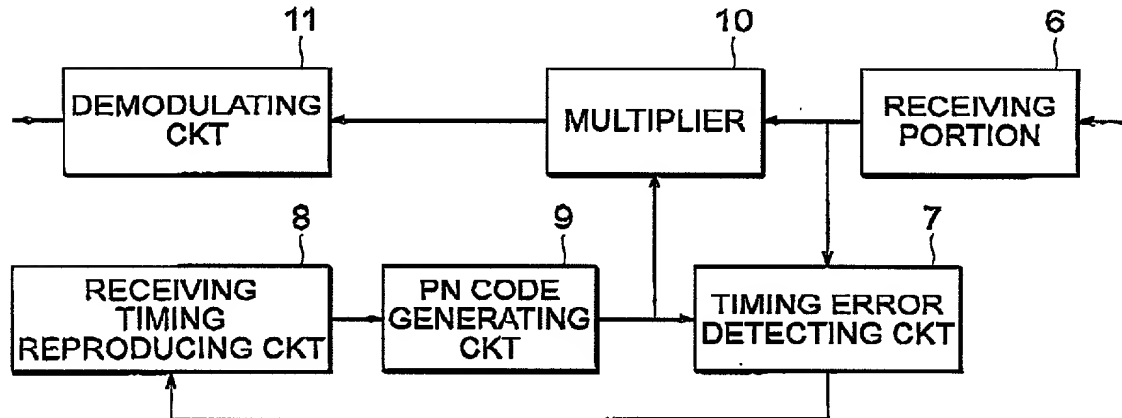 11
10
6
DEMODULATING
CKT
MULTIPLIER
RECEIVING
PORTION
8
9
7
RECEIVING
TIMING
REPRODUCING CKT
PN CODE
GENERATING
CKT
TIMING ERROR
DETECTING CKT